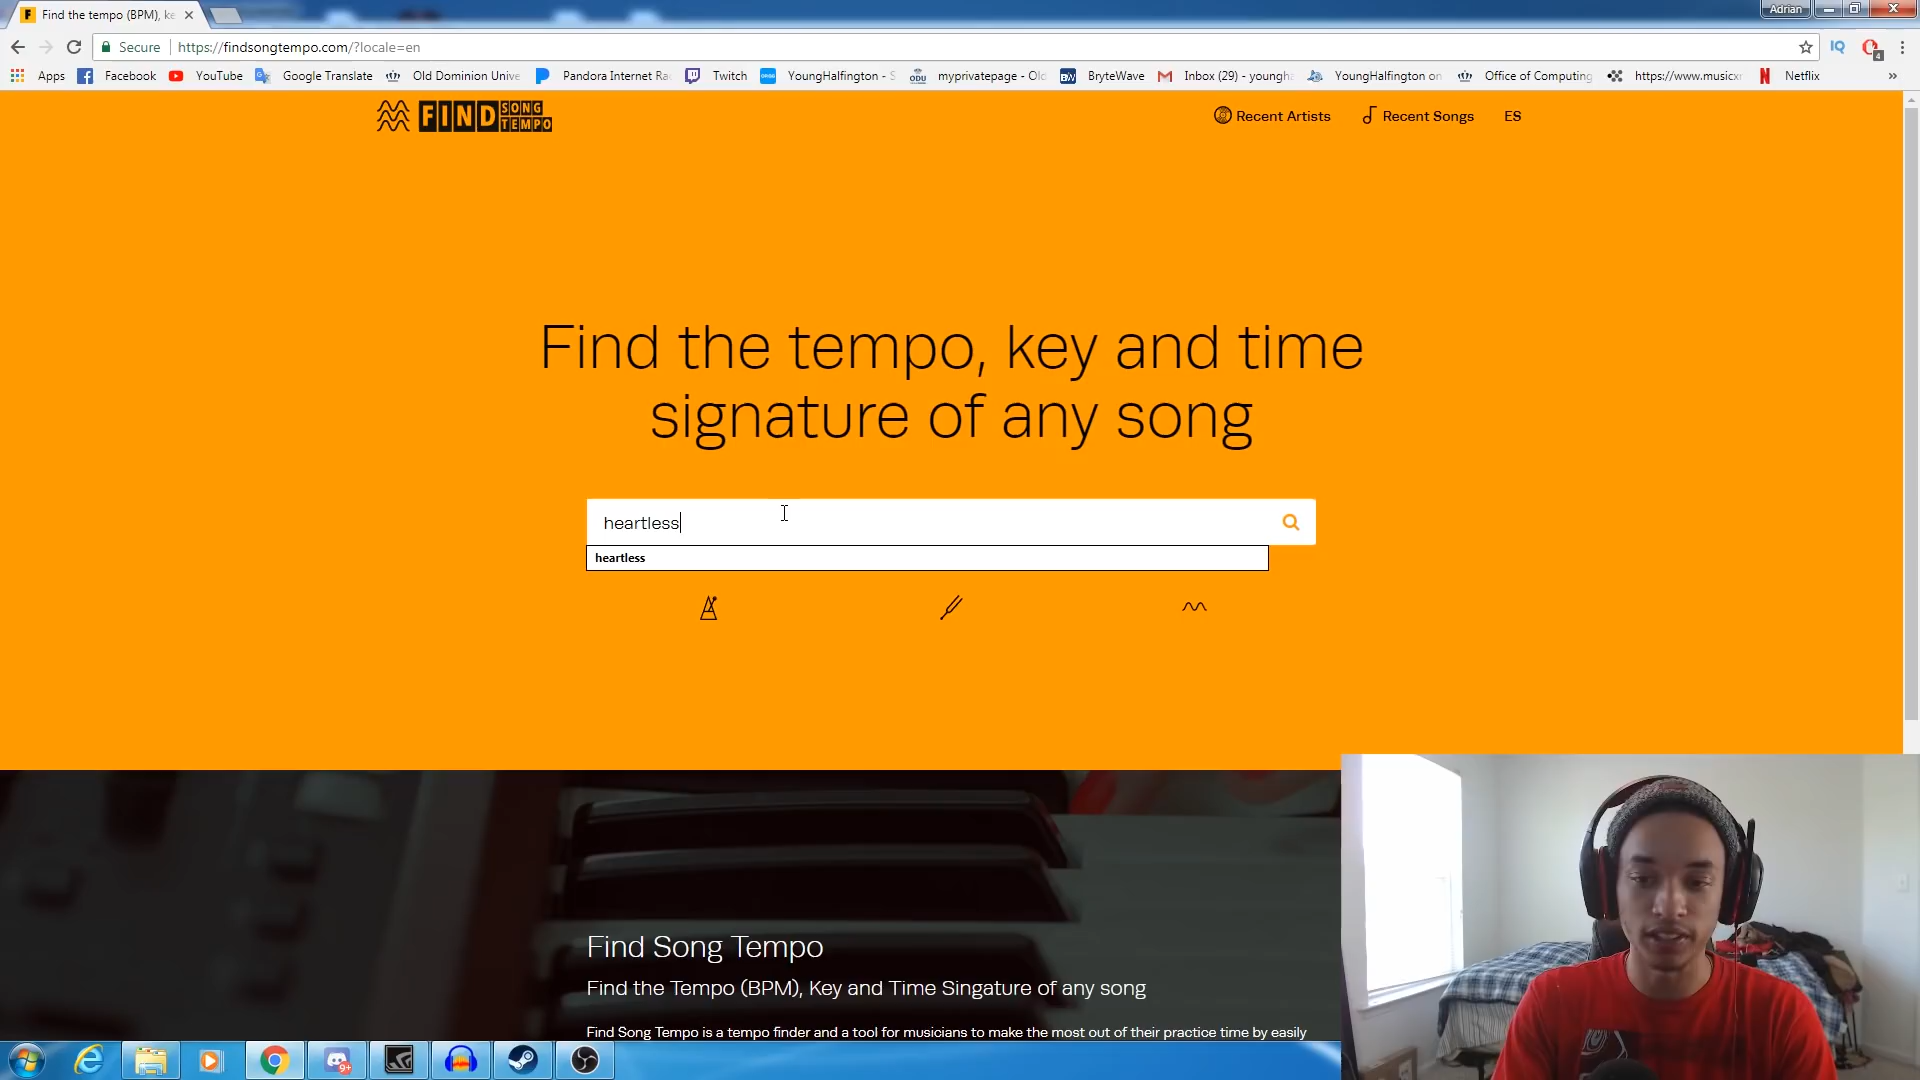 Find the tempo (BPM), ke
Adrian
Secure
https://findsongtempo.com/?locale=en
IQ
4
Apps
Facebook
YouTube
Google Translate
Old Dominion Unive
Pandora Internet Ra
Twitch
YoungHalfington - S
myprivatepage - Ol
BryteWave
Inbox (29) - youngh
YoungHalfington on
Office of Computing
https://www.musicx
Netflix
FIND SONG TEMPO
Recent Artists
Recent Songs
ES
Find the tempo, key and time
signature of any song
heartless
heartless
Find Song Tempo
Find the Tempo (BPM), Key and Time Singature of any song
Find Song Tempo is a tempo finder and a tool for musicians to make the most out of their practice time by easily
9+